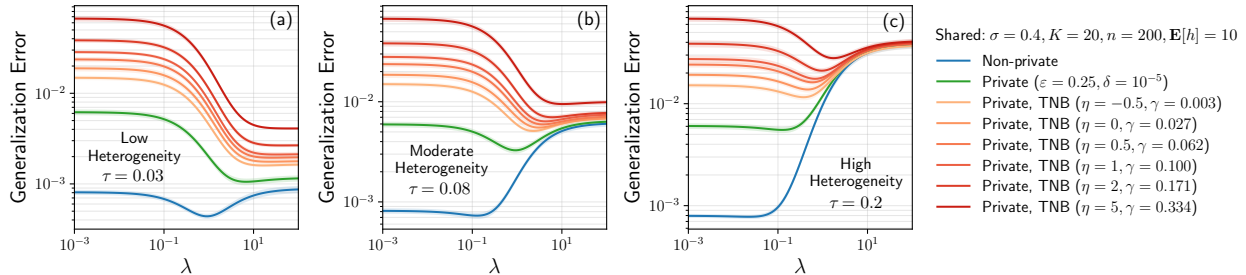 (a)
Generalization Error
10^{-2}
10^{-3}
Low
Heterogeneity
τ = 0.03
10^{-3} 10^{-1} 10^{1}
λ
(b)
Generalization Error
10^{-2}
10^{-3}
Moderate
Heterogeneity
τ = 0.08
10^{-3} 10^{-1} 10^{1}
λ
(c)
Generalization Error
10^{-2}
10^{-3}
High
Heterogeneity
τ = 0.2
10^{-3} 10^{-1} 10^{1}
λ
Shared: σ = 0.4, K = 20, n = 200, E[h] = 10
Non-private
Private (ε = 0.25, δ = 10^{-5})
Private, TNB (η = −0.5, γ = 0.003)
Private, TNB (η = 0, γ = 0.027)
Private, TNB (η = 0.5, γ = 0.062)
Private, TNB (η = 1, γ = 0.100)
Private, TNB (η = 2, γ = 0.171)
Private, TNB (η = 5, γ = 0.334)